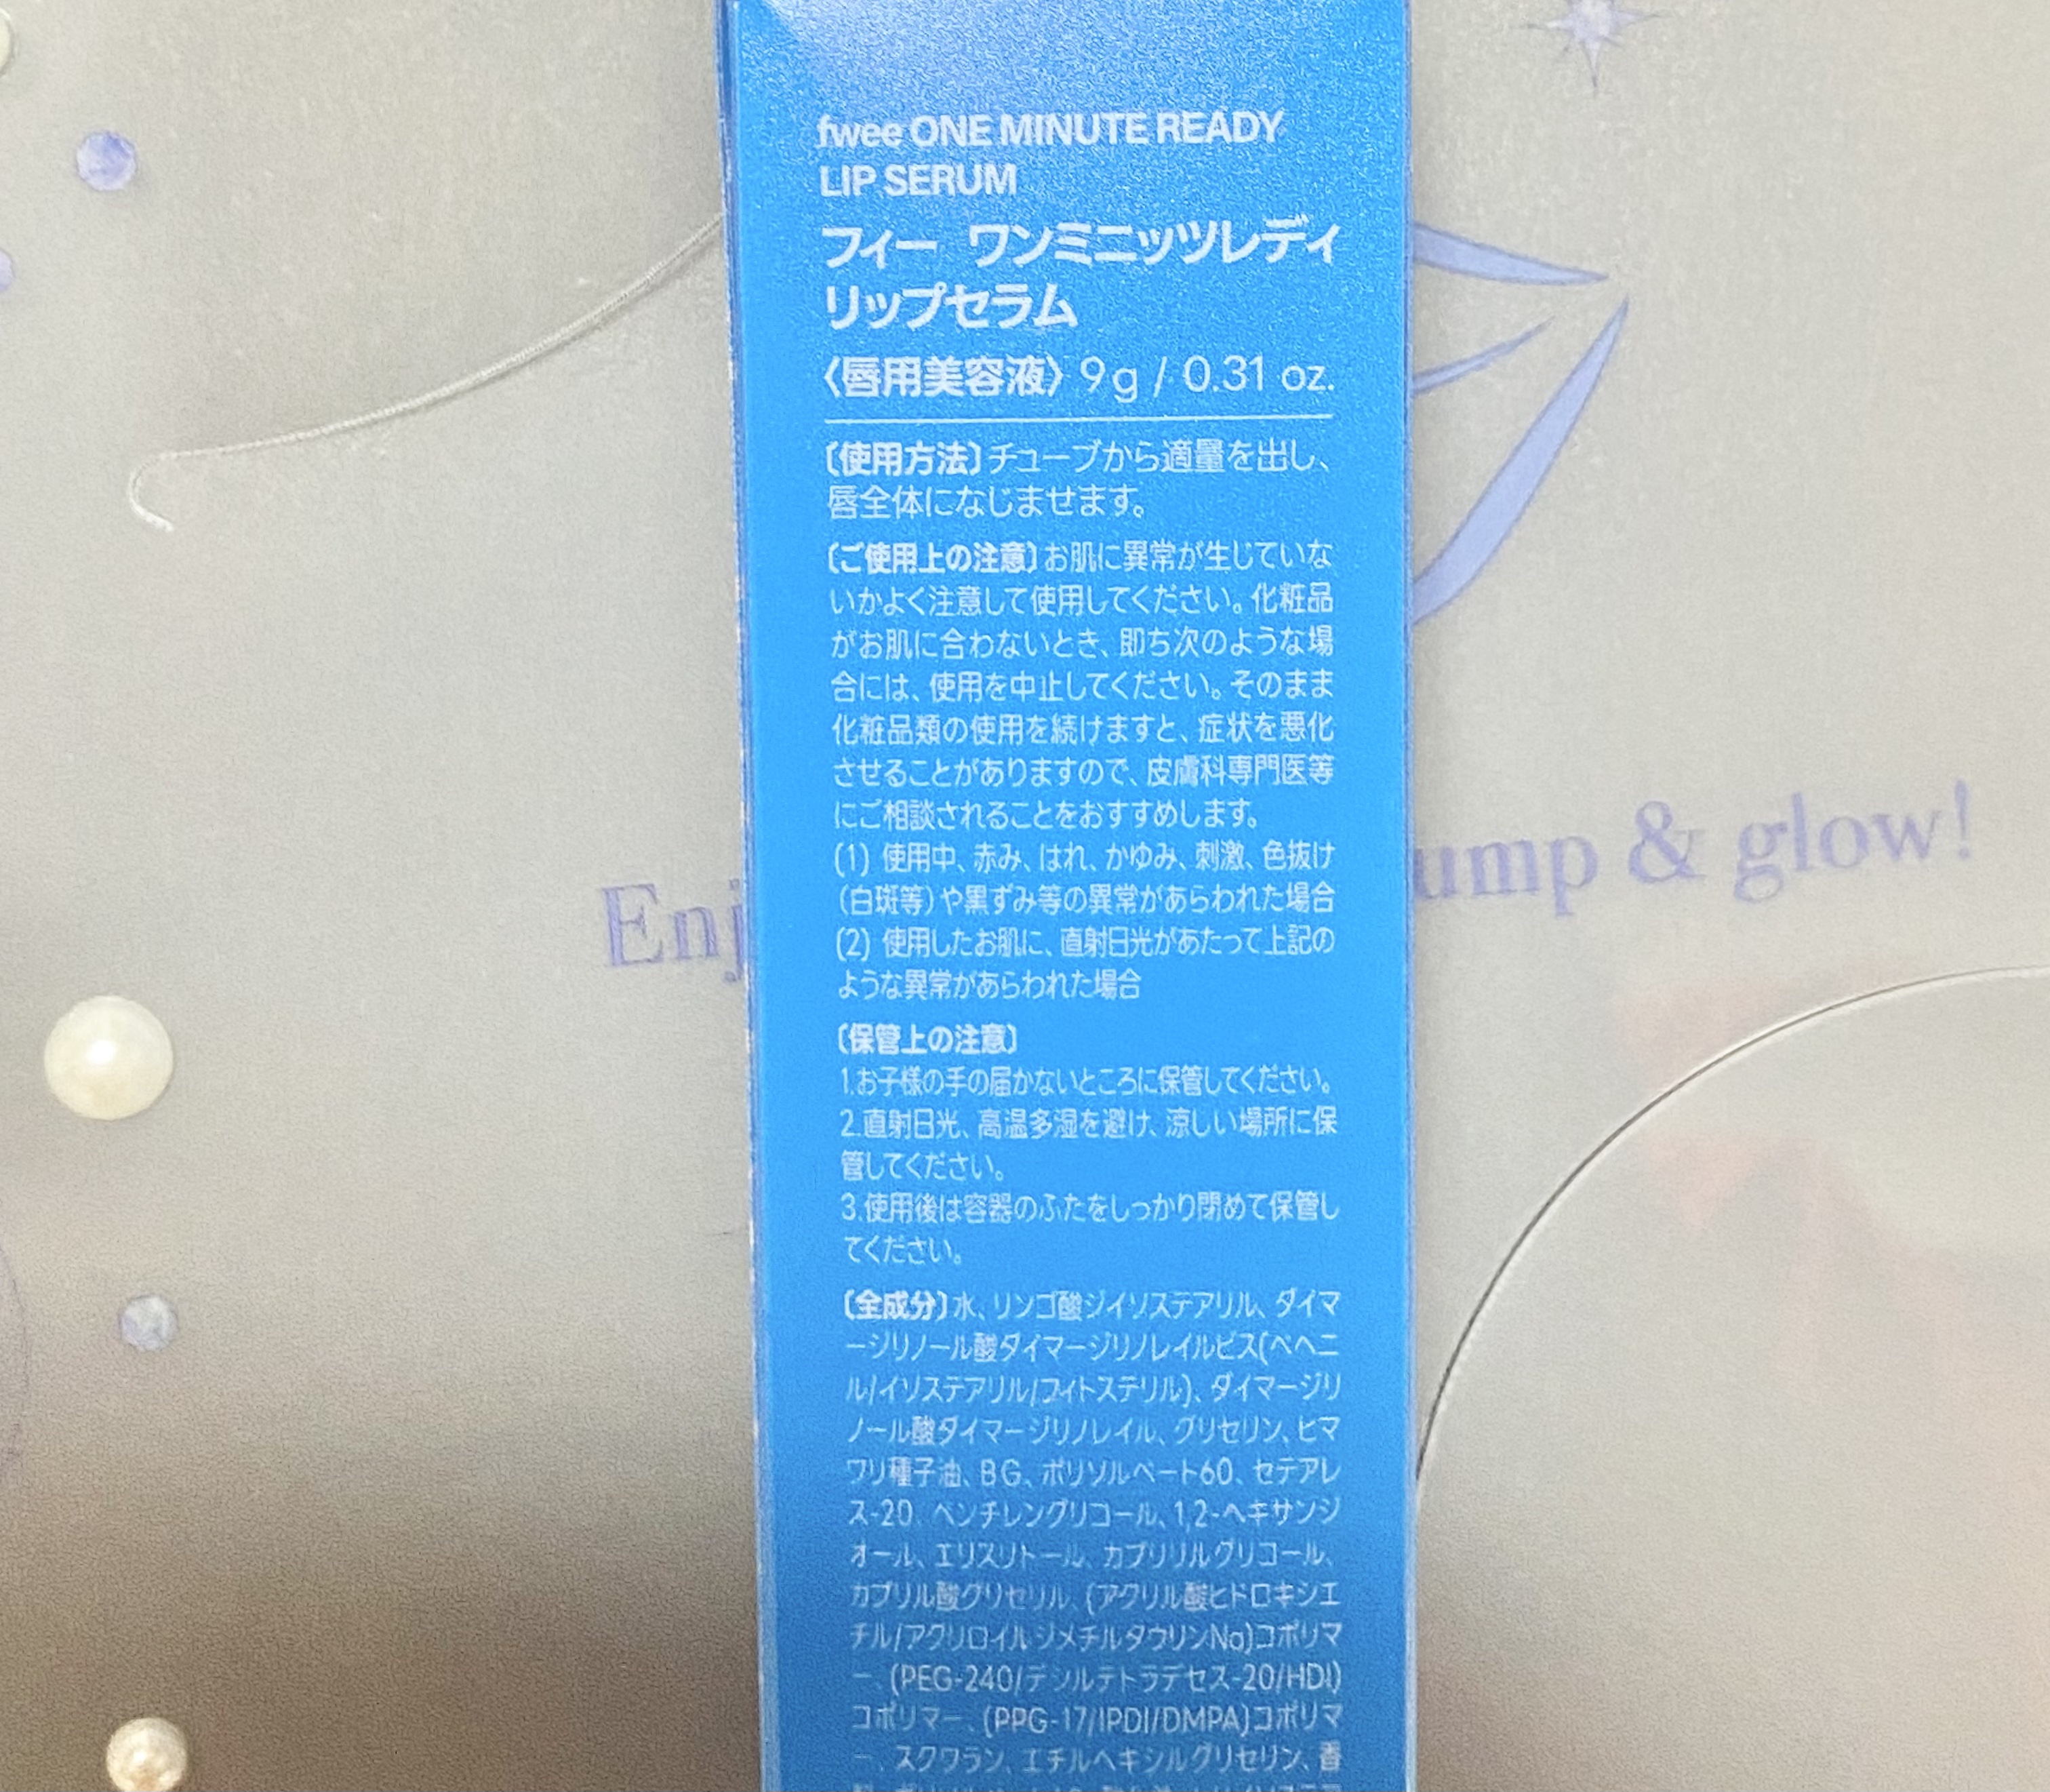 fwee ONE MINUTE READY
LIP SERUM
フィー ワンミニッツレディ
リップセラム
〈唇用美容液〉9g / 0.31 oz.
〔使用方法〕チューブから適量を出し、
唇全体になじませます。
〔ご使用上の注意〕お肌に異常が生じていな
いかよく注意して使用してください。化粧品
がお肌に合わないとき、即ち次のような場
合には、使用を中止してください。そのまま
化粧品類の使用を続けますと、症状を悪化
させることがありますので、皮膚科専門医等
にご相談されることをおすすめします。
(1) 使用中、赤み、はれ、かゆみ、刺激、色抜け
(白斑等)や黒ずみ等の異常があらわれた場合
(2) 使用したお肌に、直射日光があたって上記の
ような異常があらわれた場合
〔保管上の注意〕
1.お子様の手の届かないところに保管してください。
2.直射日光、高温多湿を避け、涼しい場所に保
管してください。
3.使用後は容器のふたをしっかり閉めて保管し
てください。
〔全成分〕水、リンゴ酸ジイソステアリル、ダイマ
ージリノール酸ダイマージリノレイルビス(ベヘニ
ル/イソステアリル/フィトステリル)、ダイマージリ
ノール酸ダイマージリノレイル、グリセリン、ヒマ
ワリ種子油、BG、ポリソルベート60、セテアレ
ス-20、ペンチレングリコール、1,2-ヘキサンジ
オール、エリスリトール、カプリリルグリコール、
カプリル酸グリセリル、(アクリル酸ヒドロキシエ
チル/アクリロイルジメチルタウリンNa)コポリマ
ー、(PEG-240/デシルテトラデセス-20/HDI)
コポリマー、(PPG-17/IPDI/DMPA)コポリマ
ー、スクワラン、エチルヘキシルグリセリン、香
Enj
ump & glow!